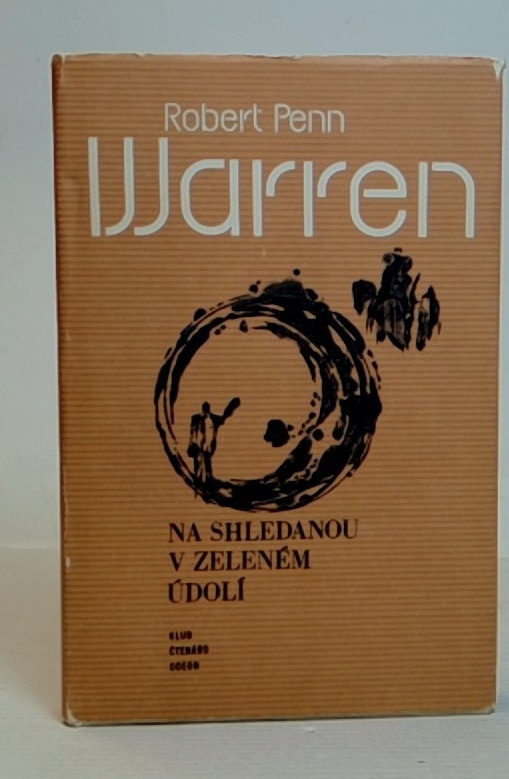 Robert Penn
Warren
NA SHLEDANOU
V ZELENÉM
ÚDOLÍ
KLUB
ČTENÁŘŮ
ODEON